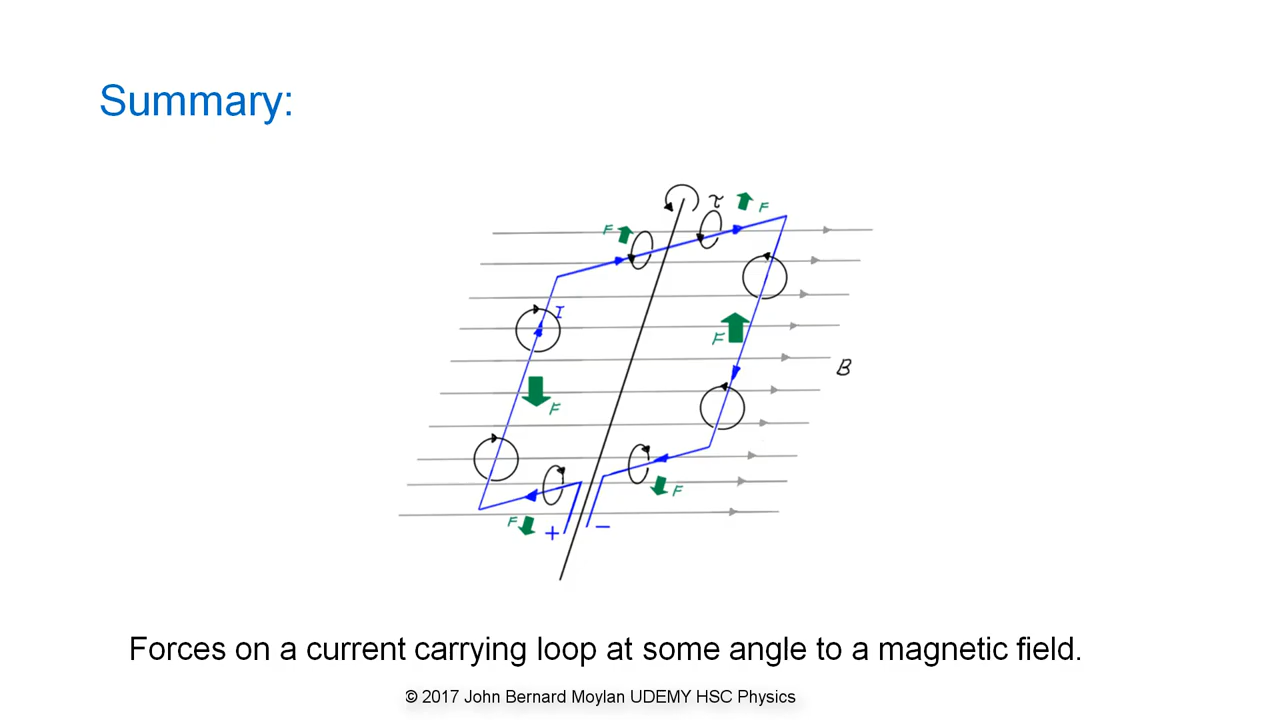 Summary:
τ
F
F
I
F
B
F
F
F
+
−
Forces on a current carrying loop at some angle to a magnetic field.
© 2017 John Bernard Moylan UDEMY HSC Physics